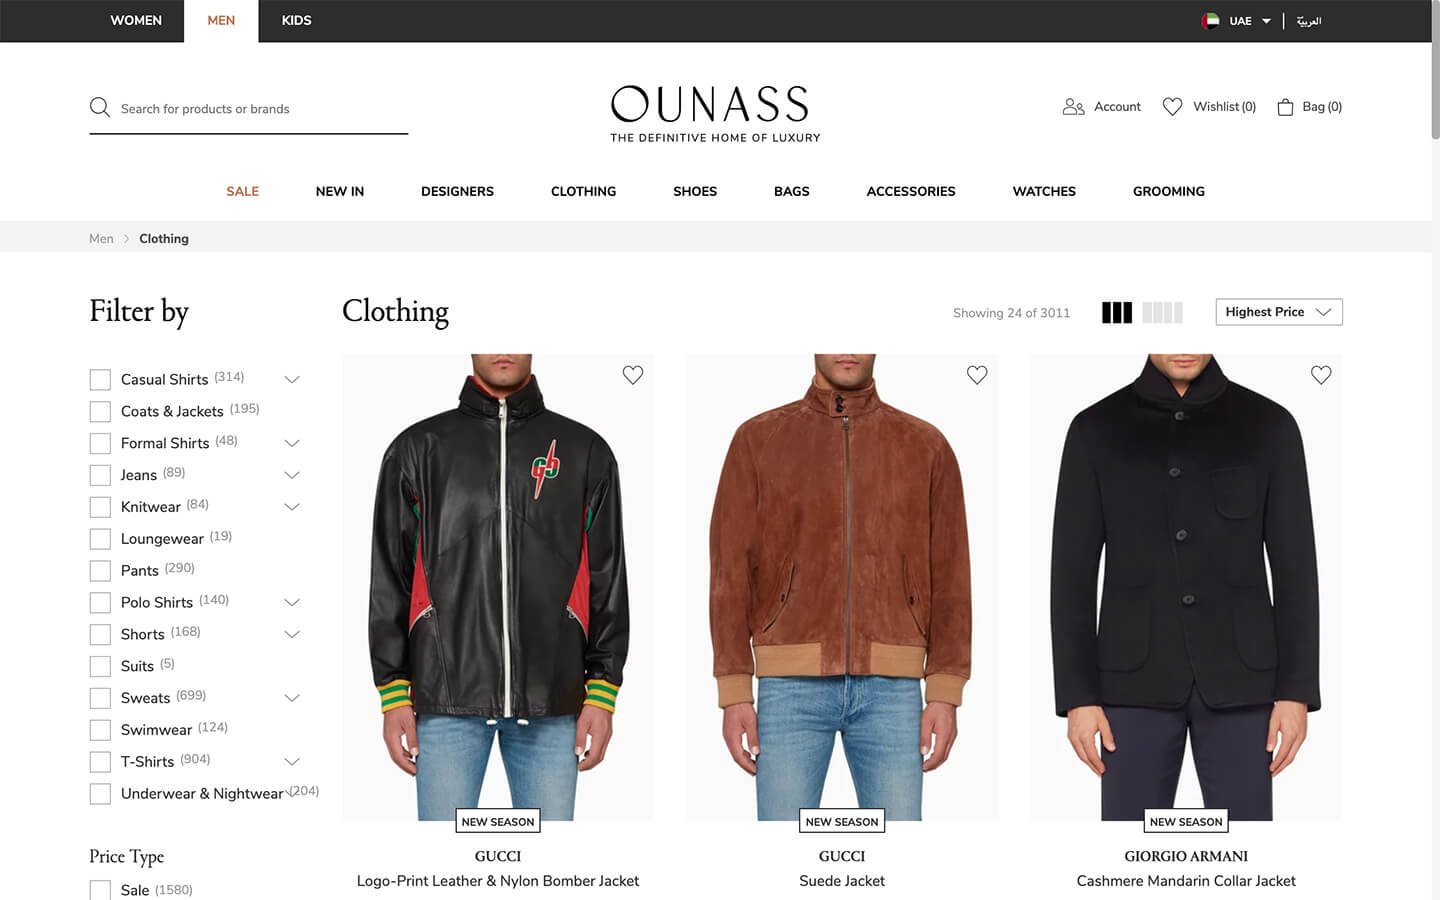 WOMEN MEN KIDS UAE العربيّة
Search for products or brands
OUNASS
THE DEFINITIVE HOME OF LUXURY
Account Wishlist (0) Bag (0)
SALE NEW IN DESIGNERS CLOTHING SHOES BAGS ACCESSORIES WATCHES GROOMING
Men > Clothing
Filter by
Casual Shirts (314)
Coats & Jackets (195)
Formal Shirts (48)
Jeans (89)
Knitwear (84)
Loungewear (19)
Pants (290)
Polo Shirts (140)
Shorts (168)
Suits (5)
Sweats (699)
Swimwear (124)
T-Shirts (904)
Underwear & Nightwear (204)
Price Type
Sale (1580)
Clothing
Showing 24 of 3011
Highest Price
NEW SEASON
GUCCI
Logo-Print Leather & Nylon Bomber Jacket
NEW SEASON
GUCCI
Suede Jacket
NEW SEASON
GIORGIO ARMANI
Cashmere Mandarin Collar Jacket